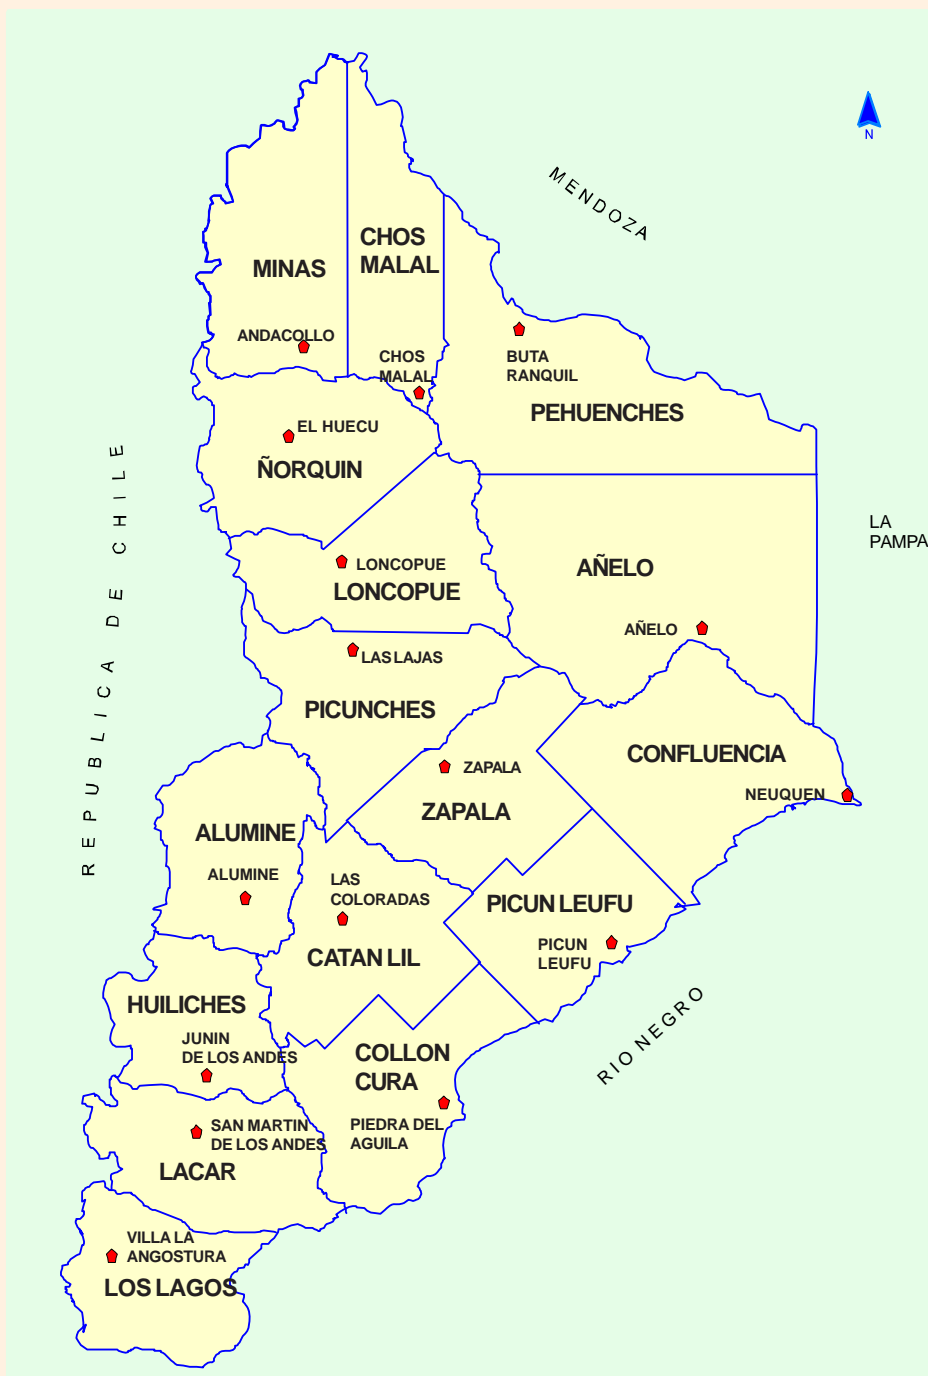 N
MENDOZA
CHOS
MALAL
MINAS
ANDACOLLO
CHOS
MALAL
BUTA
RANQUIL
PEHUENCHES
EL HUECU
ÑORQUIN
REPUBLICA DE CHILE
LA
PAMPA
LONCOPUE
LONCOPUE
AÑELO
AÑELO
LAS LAJAS
PICUNCHES
CONFLUENCIA
NEUQUEN
ZAPALA
ZAPALA
ALUMINE
ALUMINE
LAS
COLORADAS
CATAN LIL
PICUN LEUFU
PICUN
LEUFU
HUILICHES
JUNIN
DE LOS ANDES
RIO NEGRO
COLLON
CURA
PIEDRA DEL
AGUILA
SAN MARTIN
DE LOS ANDES
LACAR
VILLA LA
ANGOSTURA
LOS LAGOS